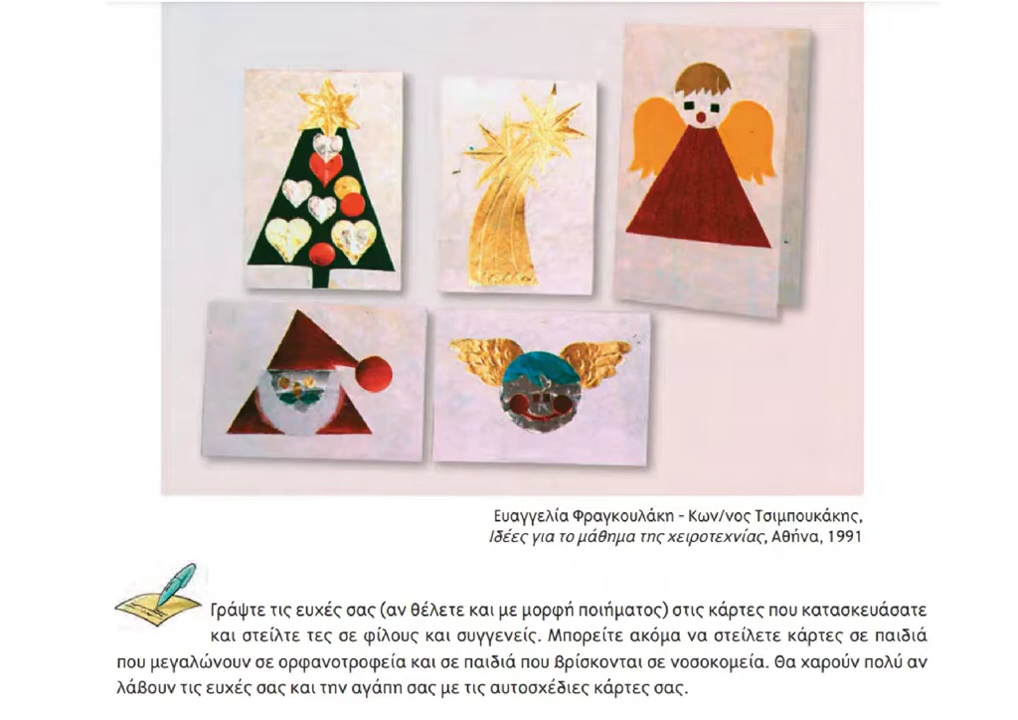 Ευαγγελία Φραγκουλάκη - Κων/νος Τσιμπουκάκης,
Ιδέες για το μάθημα της χειροτεχνίας, Αθήνα, 1991
Γράψτε τις ευχές σας (αν θέλετε και με μορφή ποιήματος) στις κάρτες που κατασκευάσατε
και στείλτε τες σε φίλους και συγγενείς. Μπορείτε ακόμα να στείλετε κάρτες σε παιδιά
που μεγαλώνουν σε ορφανοτροφεία και σε παιδιά που βρίσκονται σε νοσοκομεία. Θα χαρούν πολύ αν
λάβουν τις ευχές σας και την αγάπη σας με τις αυτοσχέδιες κάρτες σας.